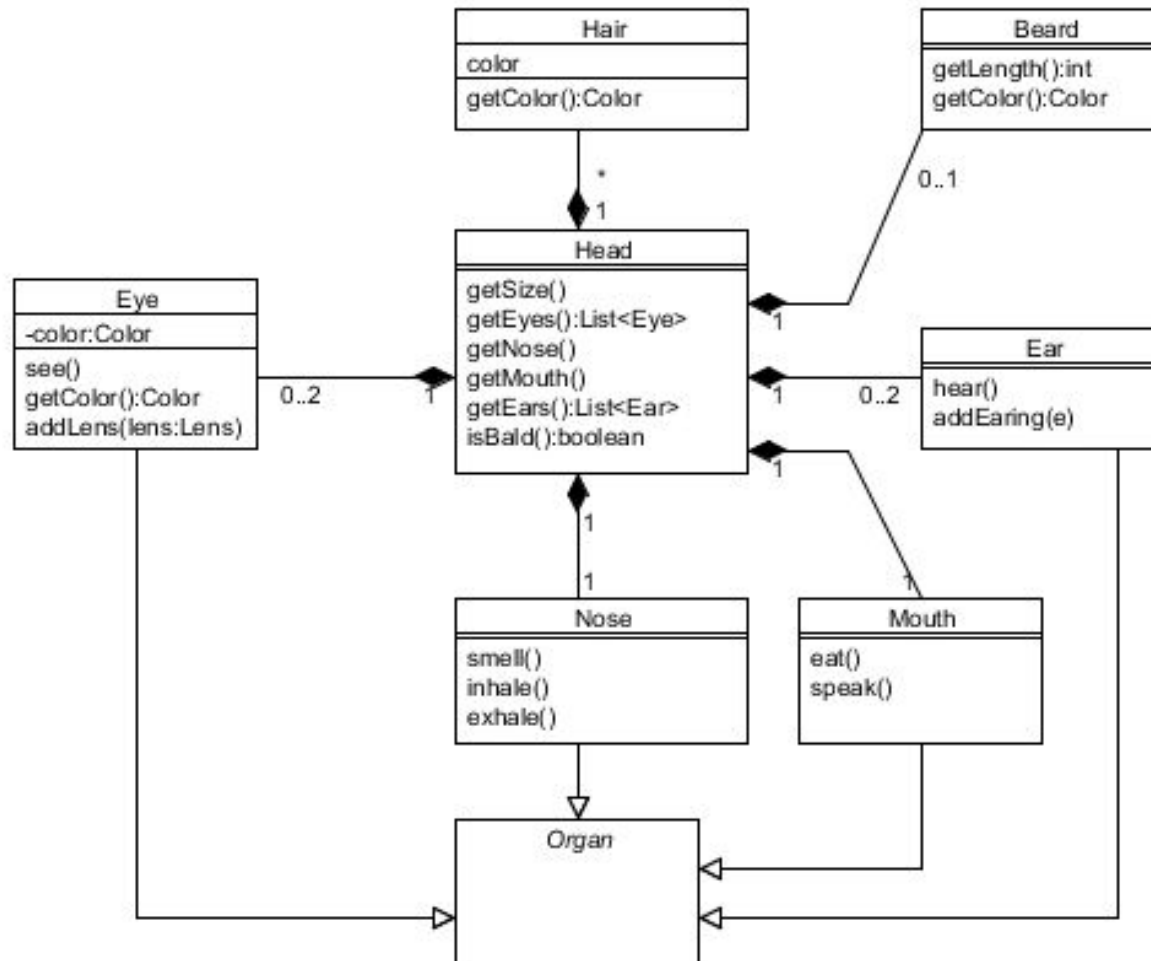 Hair
color
getColor():Color
Beard
getLength():int
getColor():Color
*
1
0..1
Head
getSize()
getEyes():List<Eye>
getNose()
getMouth()
getEars():List<Ear>
isBald():boolean
Eye
-color:Color
see()
getColor():Color
addLens(lens:Lens)
0..2
1
1
1
0..2
Ear
hear()
addEaring(e)
1
1
1
1
Nose
smell()
inhale()
exhale()
Mouth
eat()
speak()
Organ